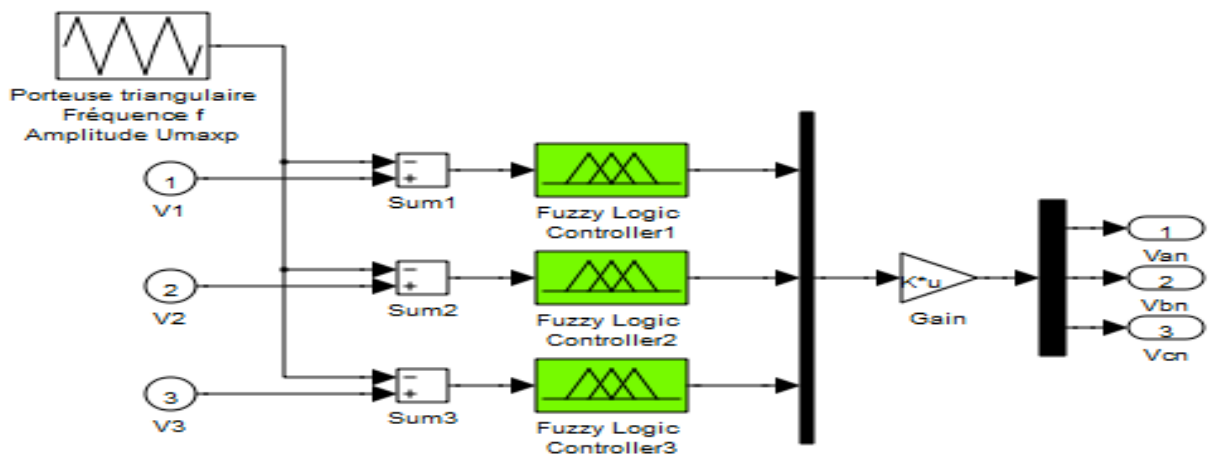 Porteuse triangulaire
Fréquence f
Amplitude Umaxp
1
V1
Sum1
Fuzzy Logic
Controller1
2
V2
Sum2
Fuzzy Logic
Controller2
3
V3
Sum3
Fuzzy Logic
Controller3
K*u
Gain
1
Van
2
Vbn
3
Vcn